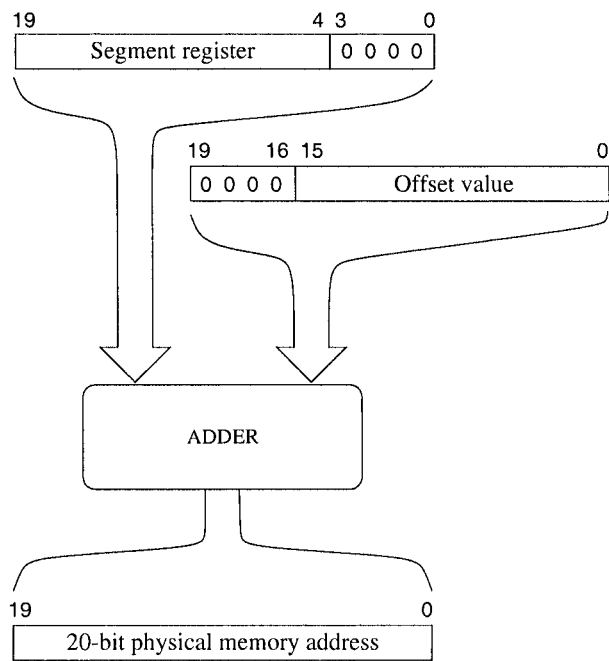 19 4 3 0
Segment register 0 0 0 0
19 16 15 0
0 0 0 0 Offset value
ADDER
19 0
20-bit physical memory address